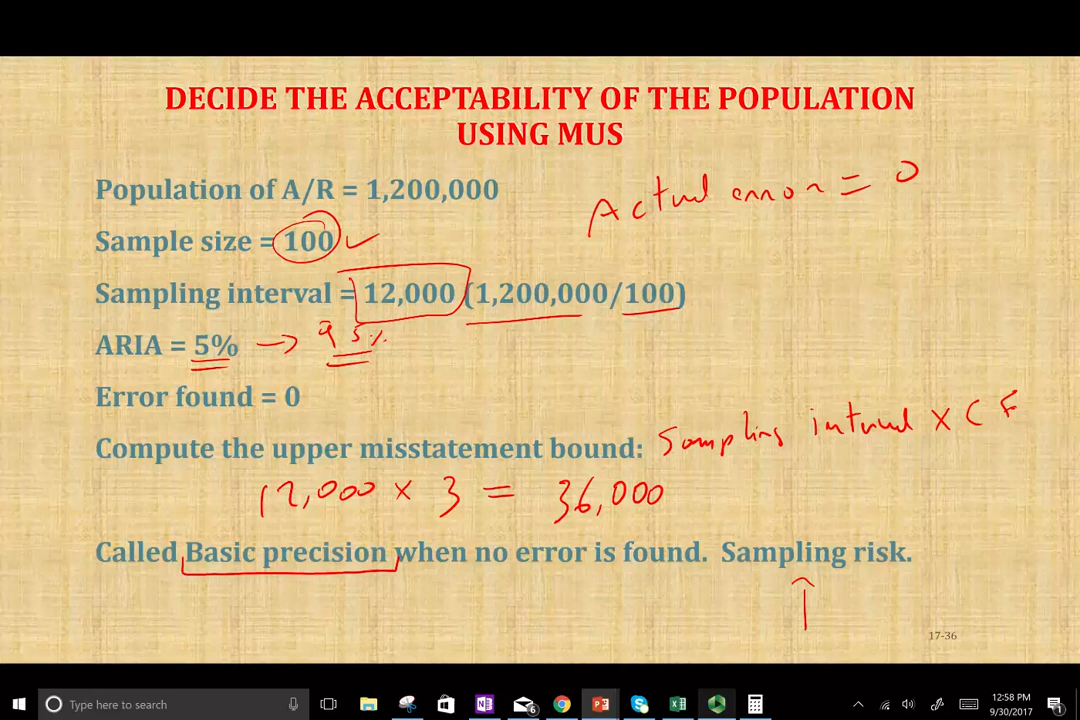 DECIDE THE ACCEPTABILITY OF THE POPULATION
USING MUS
Population of A/R = 1,200,000
Actual error = 0
Sample size = 100
Sampling interval = 12,000 (1,200,000/100)
ARIA = 5% → 95%
Error found = 0
Compute the upper misstatement bound: Sampling interval X CF
12,000 × 3 = 36,000
Called Basic precision when no error is found. Sampling risk.
17-36
Type here to search
6
12:58 PM
9/30/2017
1